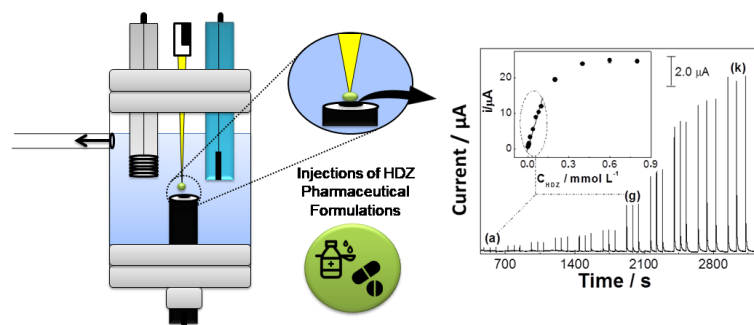 Injections of HDZ
Pharmaceutical
Formulations
Current / µA
Time / s
700
1400
2100
2800
(a)
(g)
(k)
2.0 µA
i/µA
20
10
0
0.0
0.3
0.6
0.9
C_HDZ / mmol L⁻¹